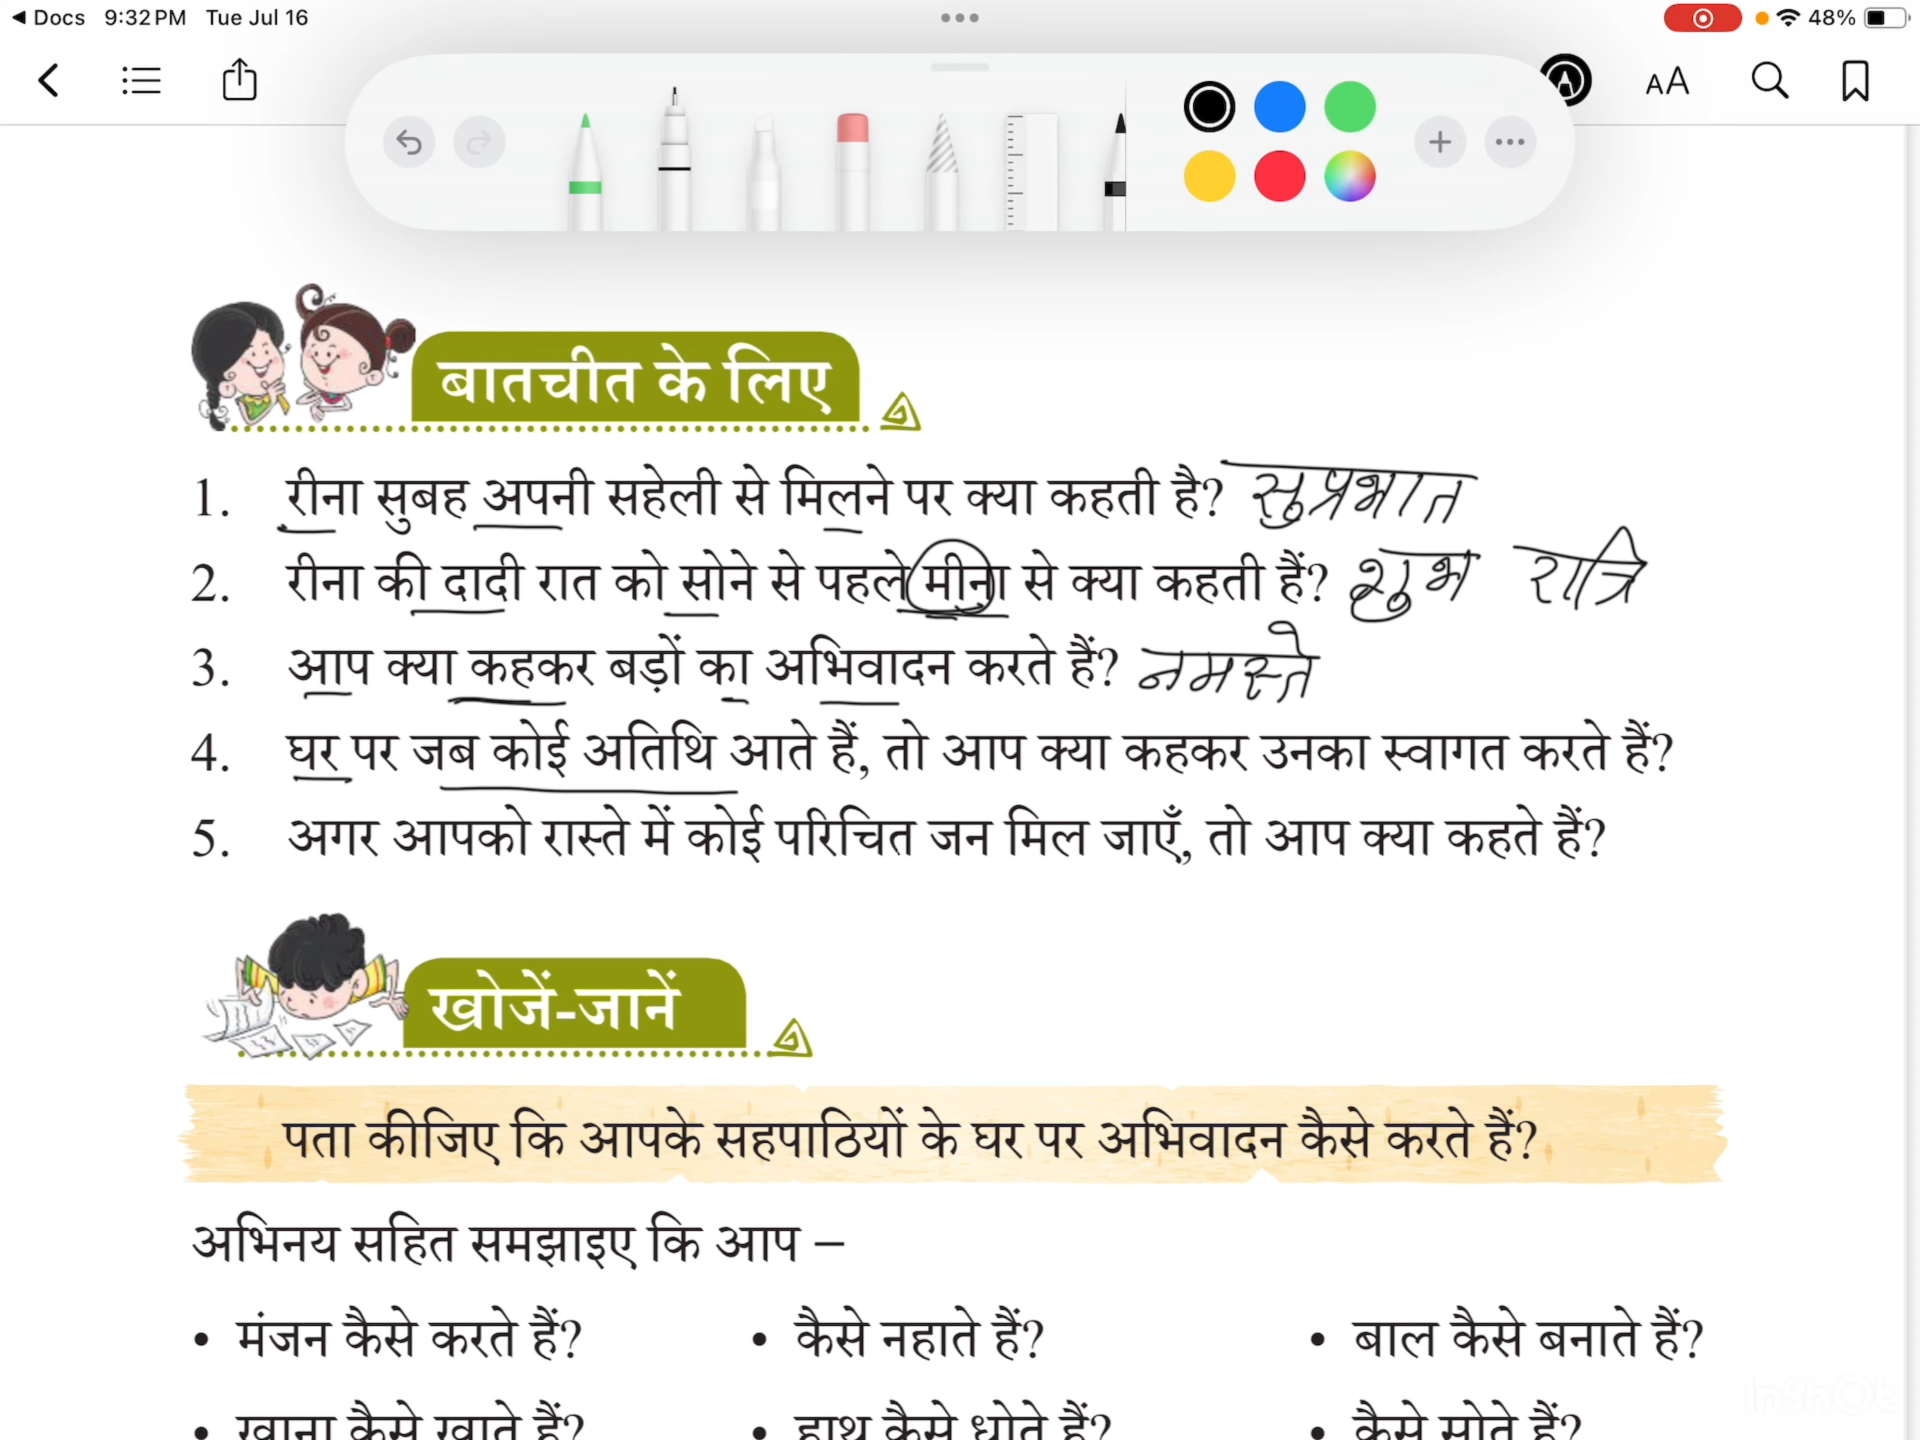 Docs 9:32 PM Tue Jul 16 48%
AA
बातचीत के लिए
1. रीना सुबह अपनी सहेली से मिलने पर क्या कहती है? सुप्रभात
2. रीना की दादी रात को सोने से पहले मीना से क्या कहती हैं? शुभ रात्रि
3. आप क्या कहकर बड़ों का अभिवादन करते हैं? नमस्ते
4. घर पर जब कोई अतिथि आते हैं, तो आप क्या कहकर उनका स्वागत करते हैं?
5. अगर आपको रास्ते में कोई परिचित जन मिल जाएँ, तो आप क्या कहते हैं?
खोजें-जानें
पता कीजिए कि आपके सहपाठियों के घर पर अभिवादन कैसे करते हैं?
अभिनय सहित समझाइए कि आप –
• मंजन कैसे करते हैं? • कैसे नहाते हैं? • बाल कैसे बनाते हैं?
• खाना कैसे खाते हैं? • हाथ कैसे धोते हैं? • कैसे सोते हैं?
InShOt